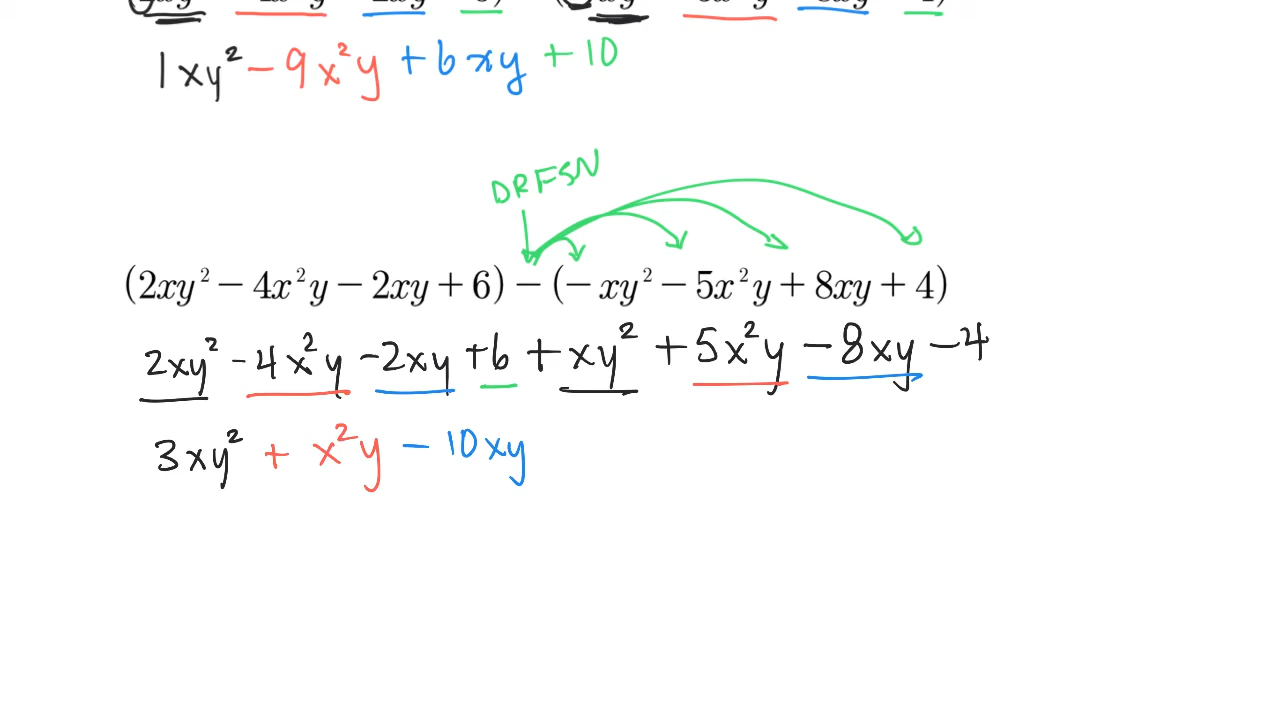 1xy² − 9x²y + 6xy + 10
DRFSN
(2xy² − 4x²y − 2xy + 6) − (− xy² − 5x²y + 8xy + 4)
2xy² - 4x²y - 2xy + 6 + xy² + 5x²y − 8xy − 4
3xy² + x²y − 10xy